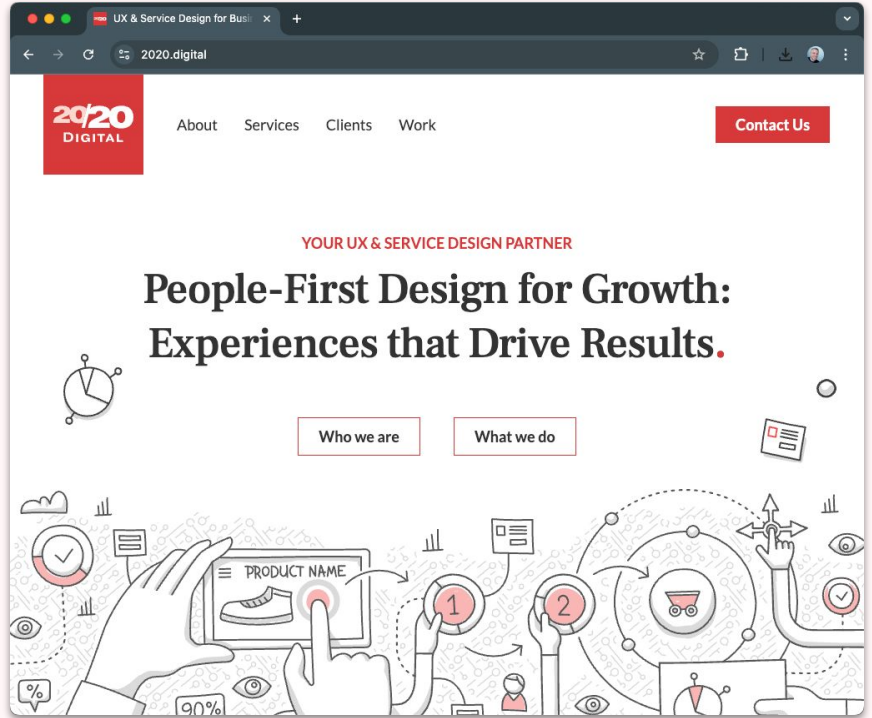 UX & Service Design for Busi
2020.digital
20/20
DIGITAL
About Services Clients Work
Contact Us
YOUR UX & SERVICE DESIGN PARTNER
People-First Design for Growth:
Experiences that Drive Results.
Who we are What we do
PRODUCT NAME
1
2
%
90%